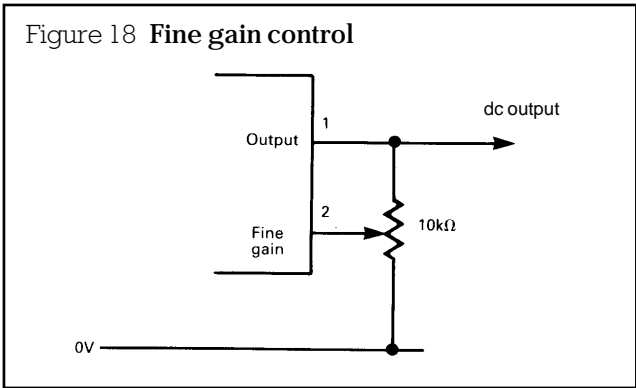 Figure 18 Fine gain control
dc output
1
Output
2
10kΩ
Fine
gain
0V